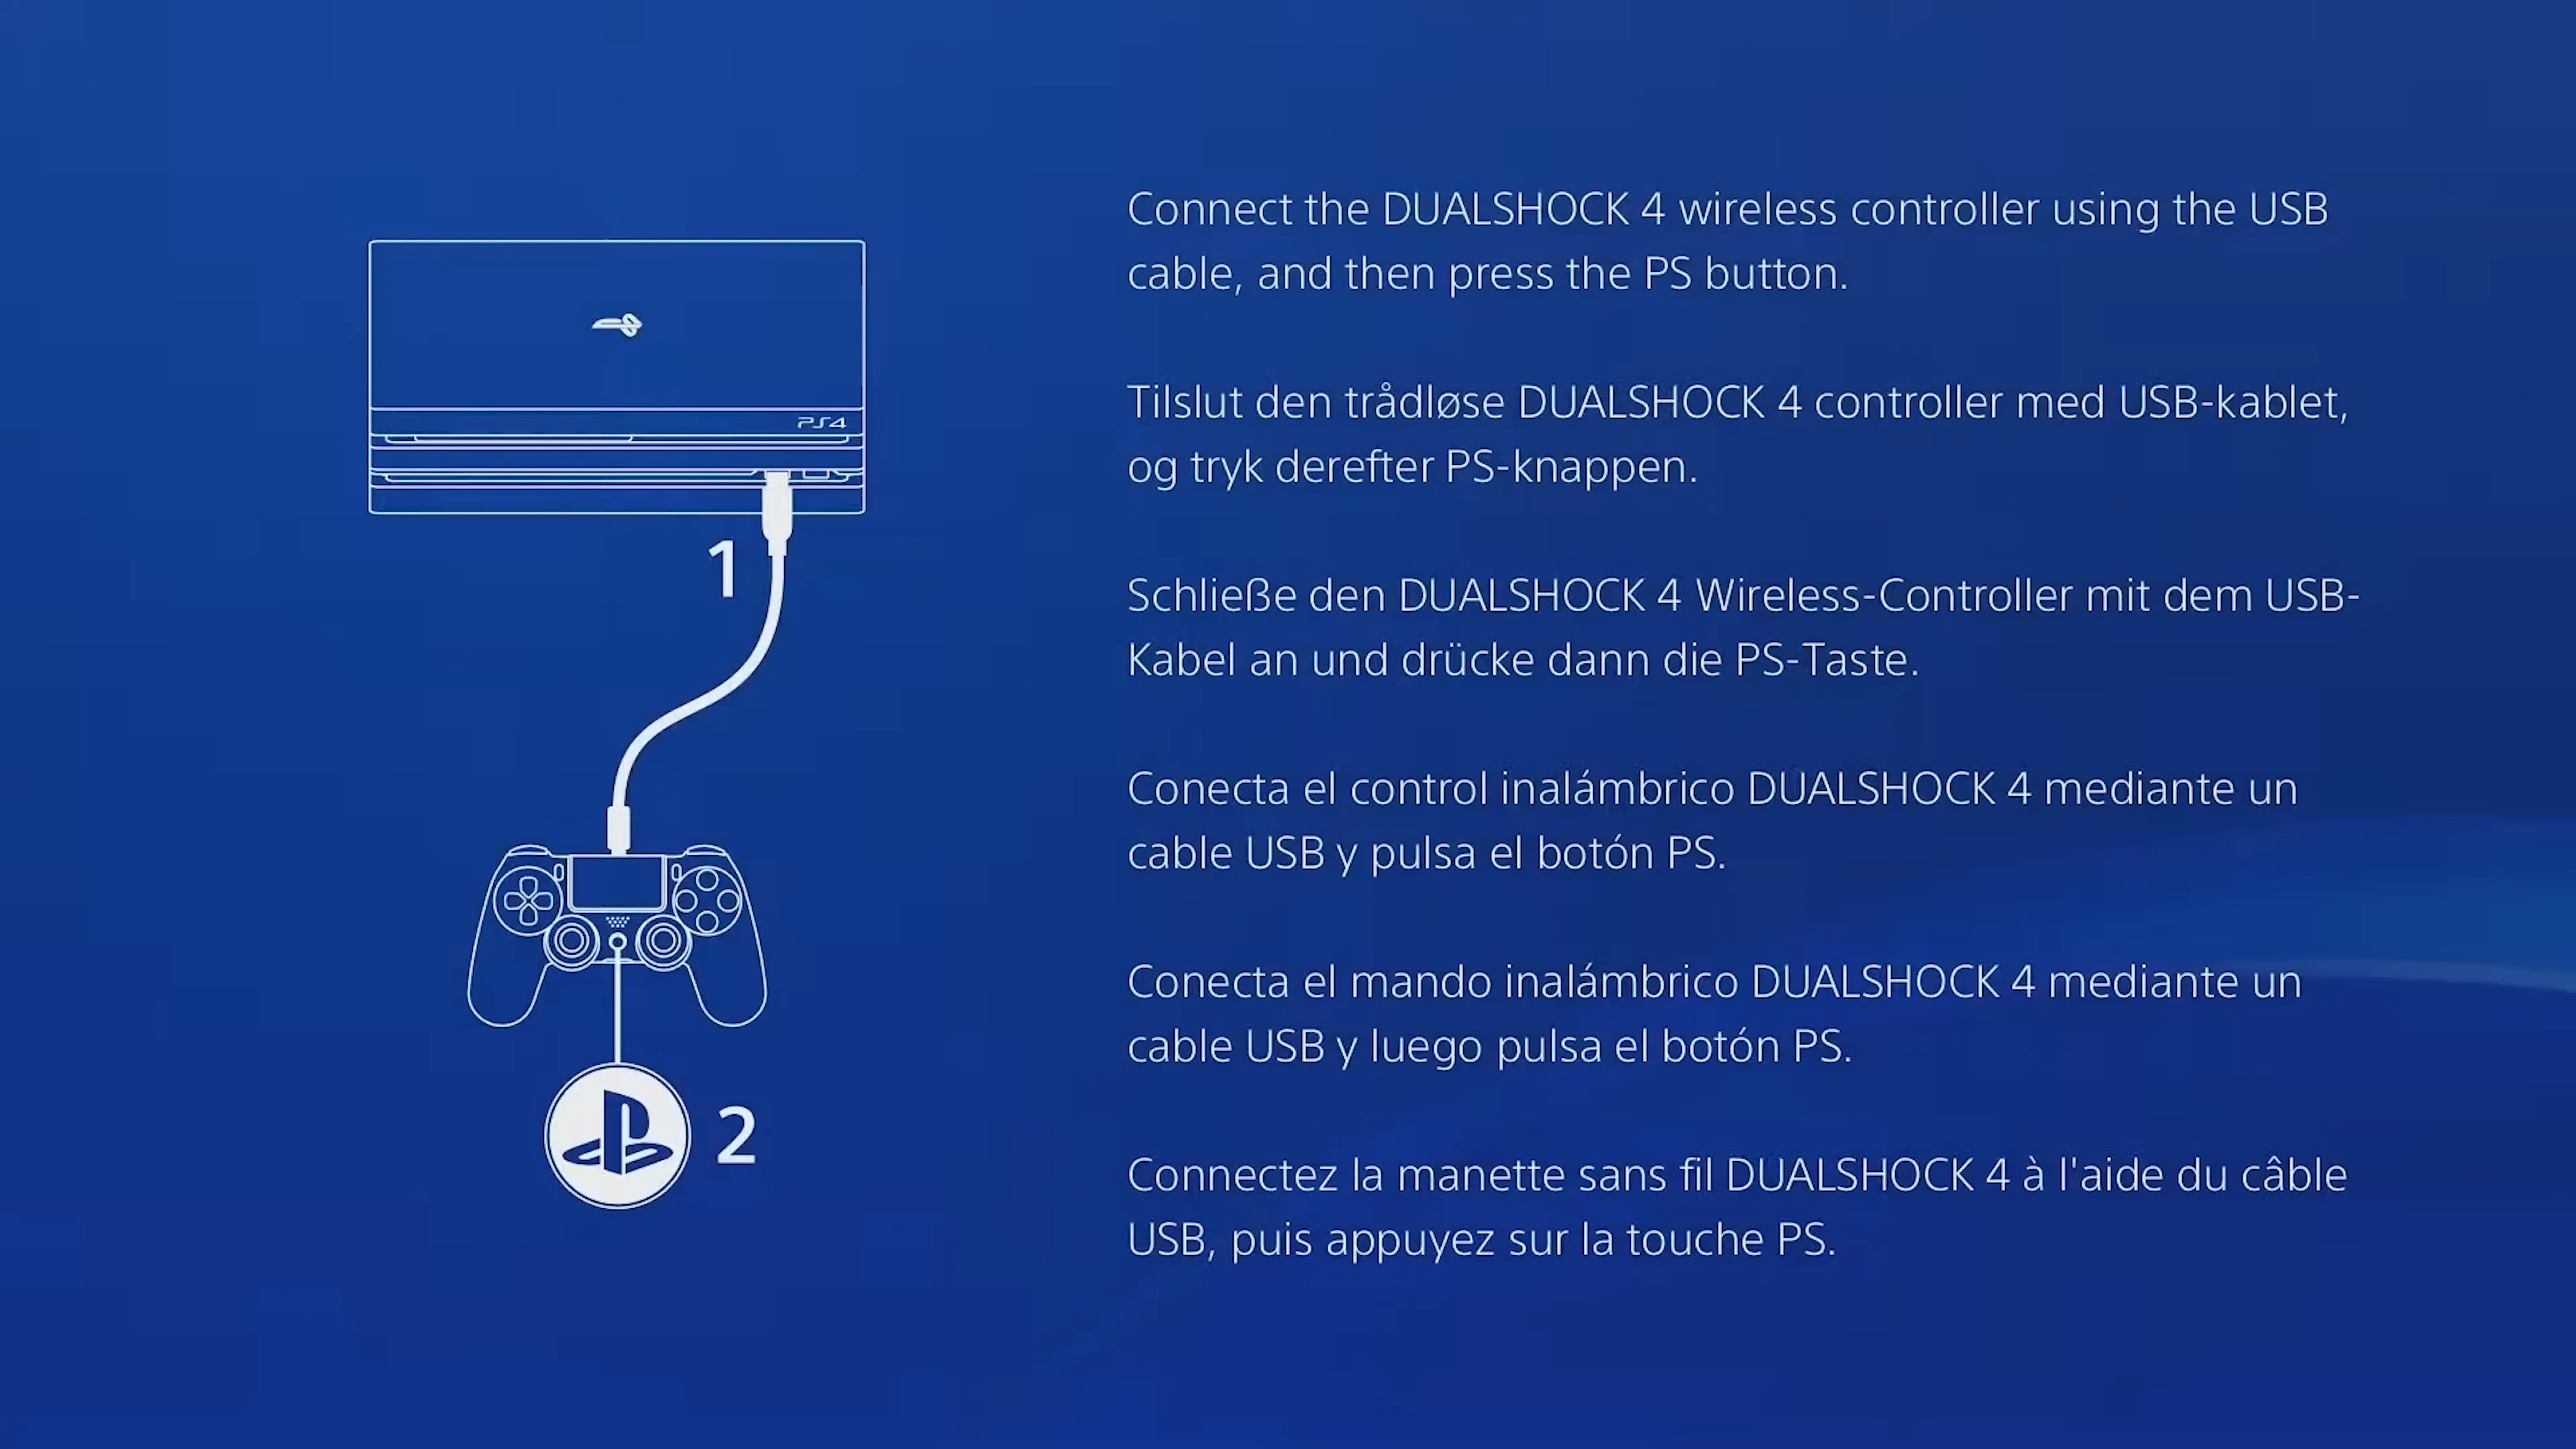 Connect the DUALSHOCK 4 wireless controller using the USB
cable, and then press the PS button.
Tilslut den trådløse DUALSHOCK 4 controller med USB-kablet,
og tryk derefter PS-knappen.
Schließe den DUALSHOCK 4 Wireless-Controller mit dem USB-
Kabel an und drücke dann die PS-Taste.
Conecta el control inalámbrico DUALSHOCK 4 mediante un
cable USB y pulsa el botón PS.
Conecta el mando inalámbrico DUALSHOCK 4 mediante un
cable USB y luego pulsa el botón PS.
Connectez la manette sans fil DUALSHOCK 4 à l'aide du câble
USB, puis appuyez sur la touche PS.
PS4
1
2